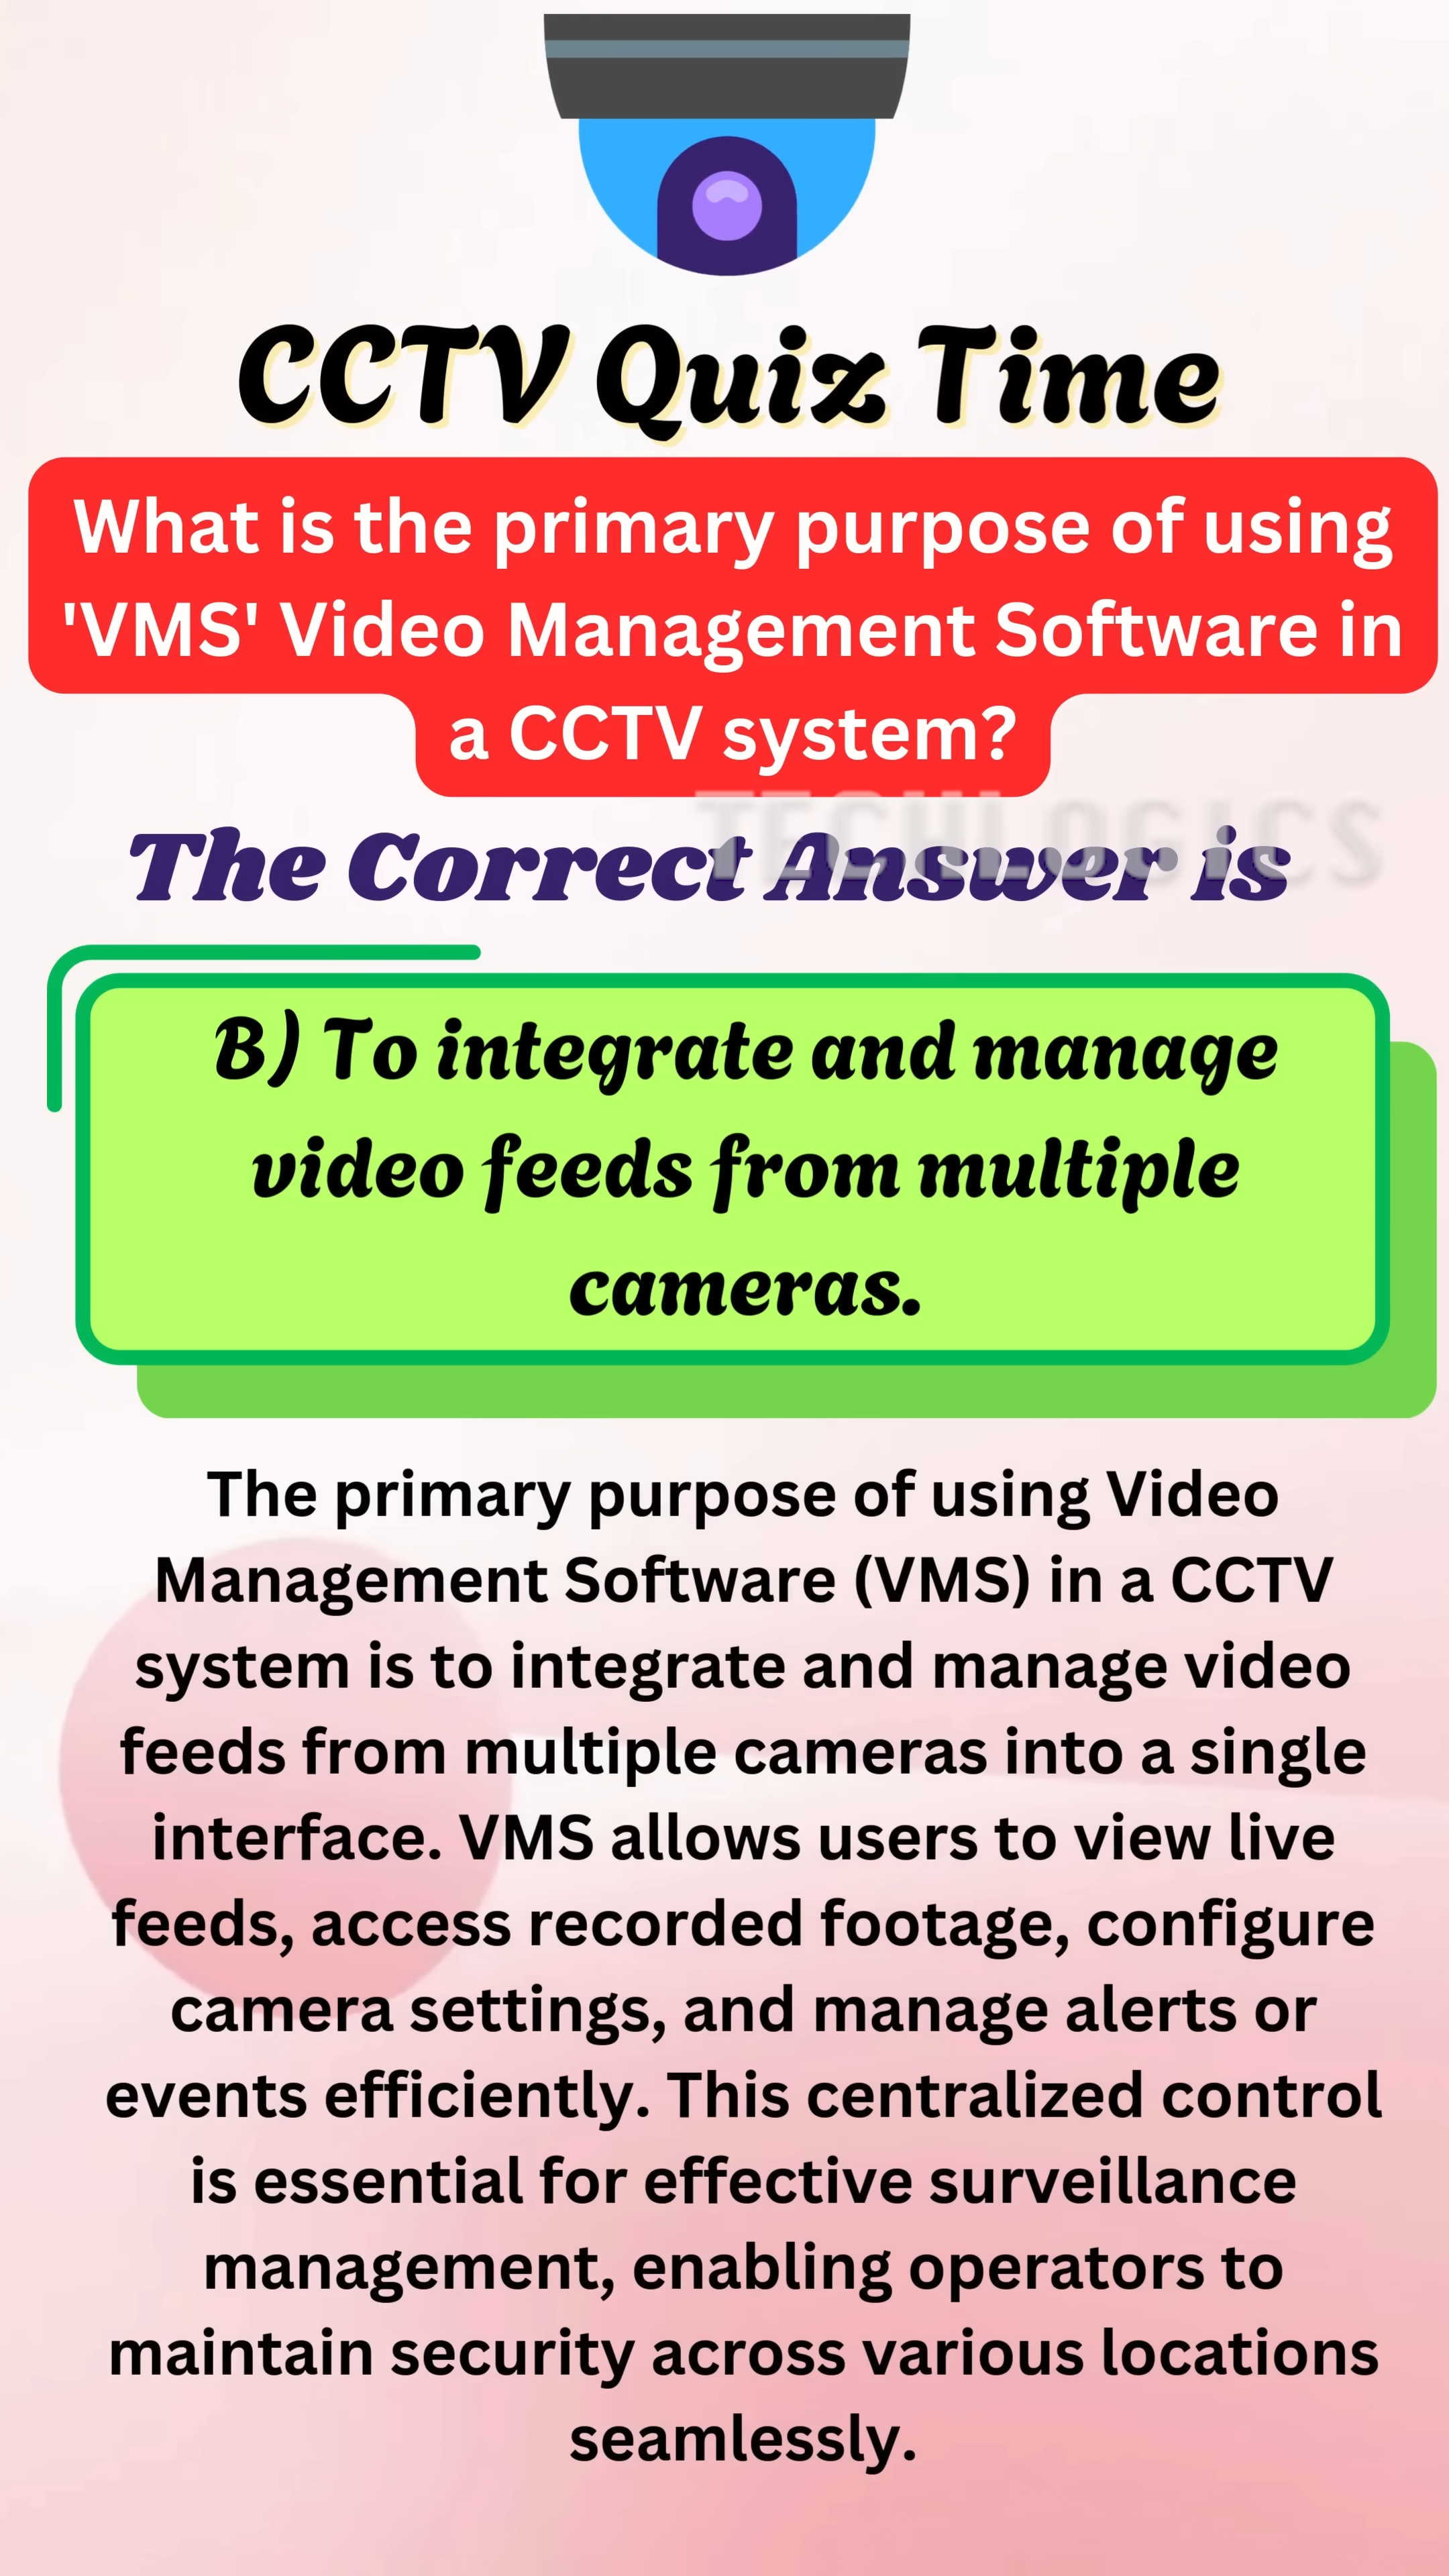 CCTV Quiz Time
What is the primary purpose of using
'VMS' Video Management Software in
a CCTV system?
TECHLOGICS
The Correct Answer is
B) To integrate and manage
video feeds from multiple
cameras.
The primary purpose of using Video
Management Software (VMS) in a CCTV
system is to integrate and manage video
feeds from multiple cameras into a single
interface. VMS allows users to view live
feeds, access recorded footage, configure
camera settings, and manage alerts or
events efficiently. This centralized control
is essential for effective surveillance
management, enabling operators to
maintain security across various locations
seamlessly.